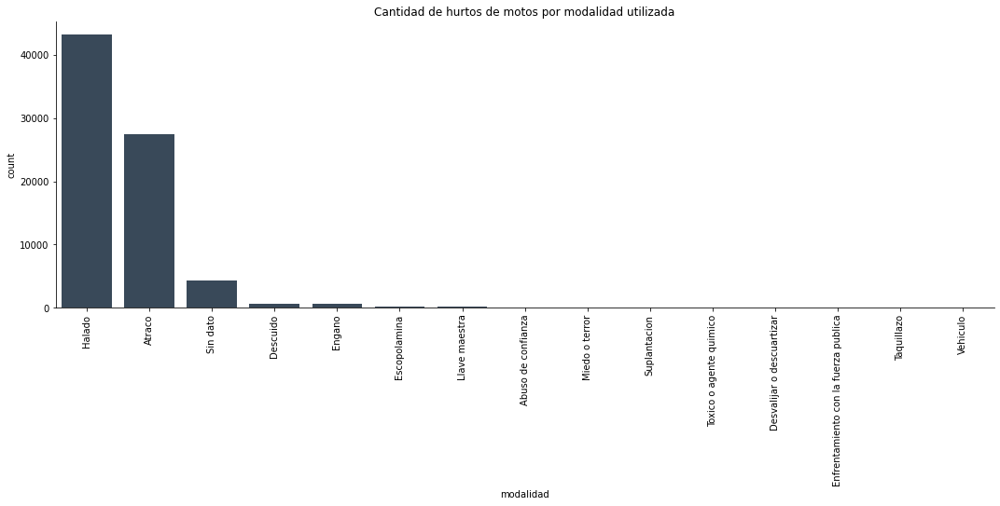 Cantidad de hurtos de motos por modalidad utilizada
count
40000
30000
20000
10000
0
Halado
Atraco
Sin dato
Descuido
Engano
Escopolamina
Llave maestra
Abuso de confianza
Miedo o terror
Suplantacion
Toxico o agente quimico
Desvalijar o descuartizar
Enfrentamiento con la fuerza publica
Taquillazo
Vehiculo
modalidad